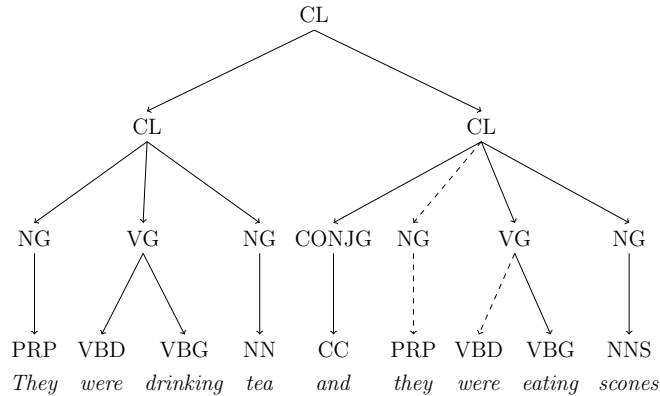 CL
CL CL
NG VG NG CONJG NG VG NG
PRP VBD VBG NN CC PRP VBD VBG NNS
They were drinking tea and they were eating scones